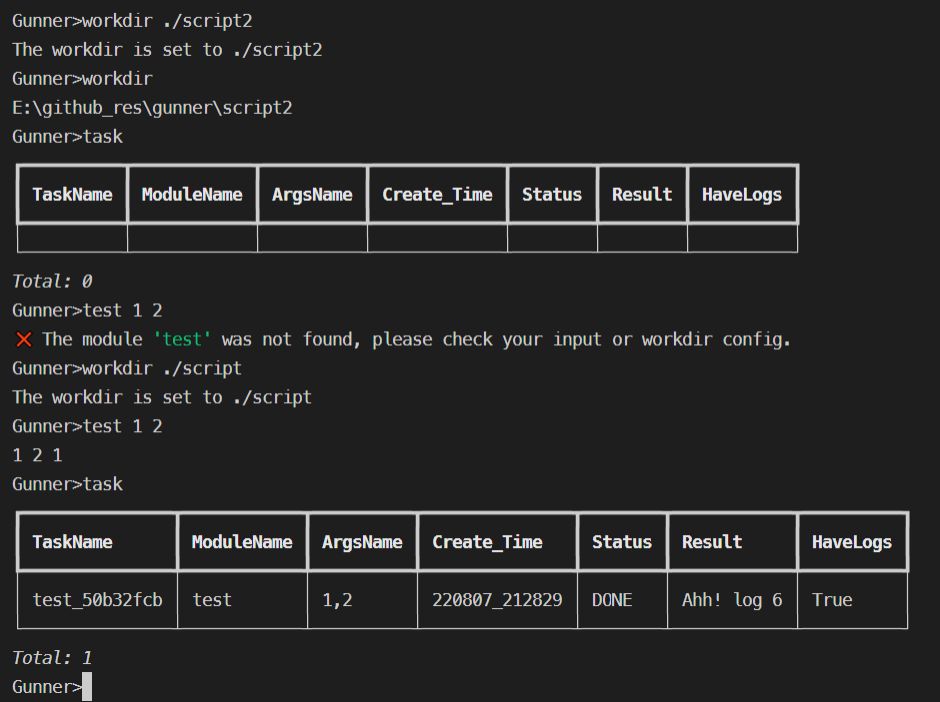 Gunner>workdir ./script2
The workdir is set to ./script2
Gunner>workdir
E:\github_res\gunner\script2
Gunner>task
TaskName ModuleName ArgsName Create_Time Status Result HaveLogs
Total: 0
Gunner>test 1 2
❌ The module 'test' was not found, please check your input or workdir config.
Gunner>workdir ./script
The workdir is set to ./script
Gunner>test 1 2
1 2 1
Gunner>task
TaskName ModuleName ArgsName Create_Time Status Result HaveLogs
test_50b32fcb test 1,2 220807_212829 DONE Ahh! log 6 True
Total: 1
Gunner>